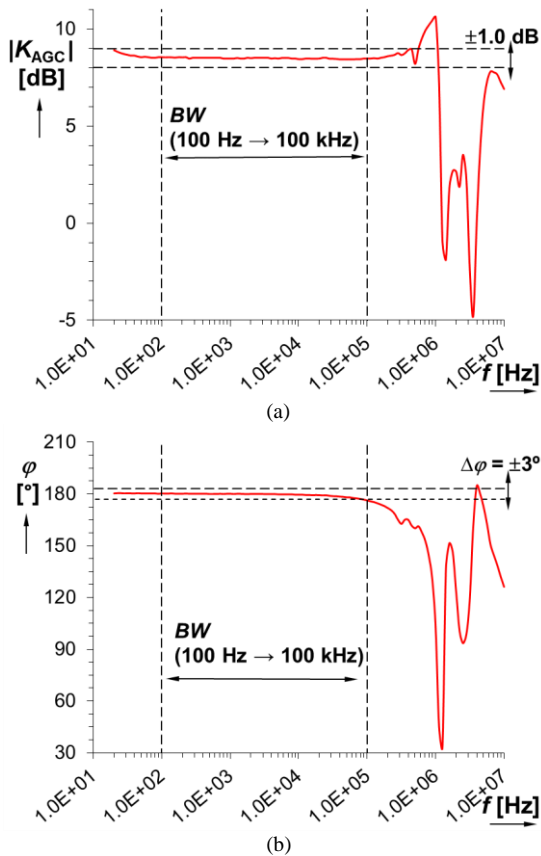 10
|K_AGC|
[dB]
±1.0 dB
5
BW
(100 Hz → 100 kHz)
0
-5
1.0E+01
1.0E+02
1.0E+03
1.0E+04
1.0E+05
1.0E+06
1.0E+07
f [Hz]
(a)
210
φ
[°]
Δφ = ±3º
180
150
120
90
BW
(100 Hz → 100 kHz)
60
30
1.0E+01
1.0E+02
1.0E+03
1.0E+04
1.0E+05
1.0E+06
1.0E+07
f [Hz]
(b)